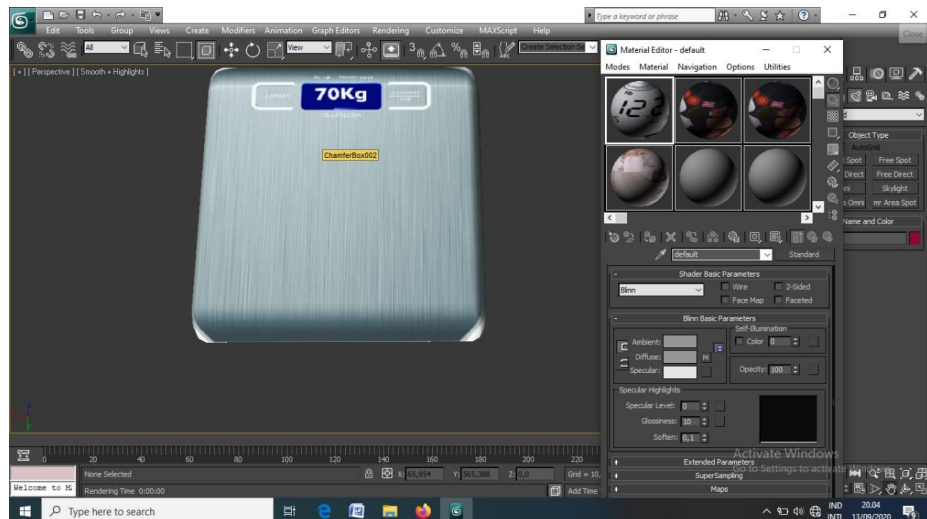 Type a keyword or phrase
Edit Tools Group Views Create Modifiers Animation Graph Editors Rendering Customize MAXScript Help
Close
All
View
Create Selection Se
[ + ] [ Perspective ] [ Smooth + Highlights ]
70Kg
ChamferBox002
Material Editor - default
Modes Material Navigation Options Utilities
12.
default
Standard
Shader Basic Parameters
Blinn
Wire
2-Sided
Face Map
Faceted
Blinn Basic Parameters
Self-Illumination
Ambient:
Color 0
Diffuse:
M
Specular:
Opacity: 100
Specular Highlights
Specular Level: 0
Glossiness: 10
Soften: 0,1
Extended Parameters
SuperSampling
Maps
Object Type
AutoGrid
Spot
Free Spot
Direct
Free Direct
Skylight
Omni
mr Area Spot
Name and Color
Activate Windows
Go to Settings to activate Windows
0 20 40 60 80 100 120 140 160 180 200 220
None Selected
X: 65,954
Y: 565,388
Z: 0,0
Grid = 10,
Welcome to M
Rendering Time 0:00:00
Add Time
Type here to search
IND
INTL
20.04
13/09/2020